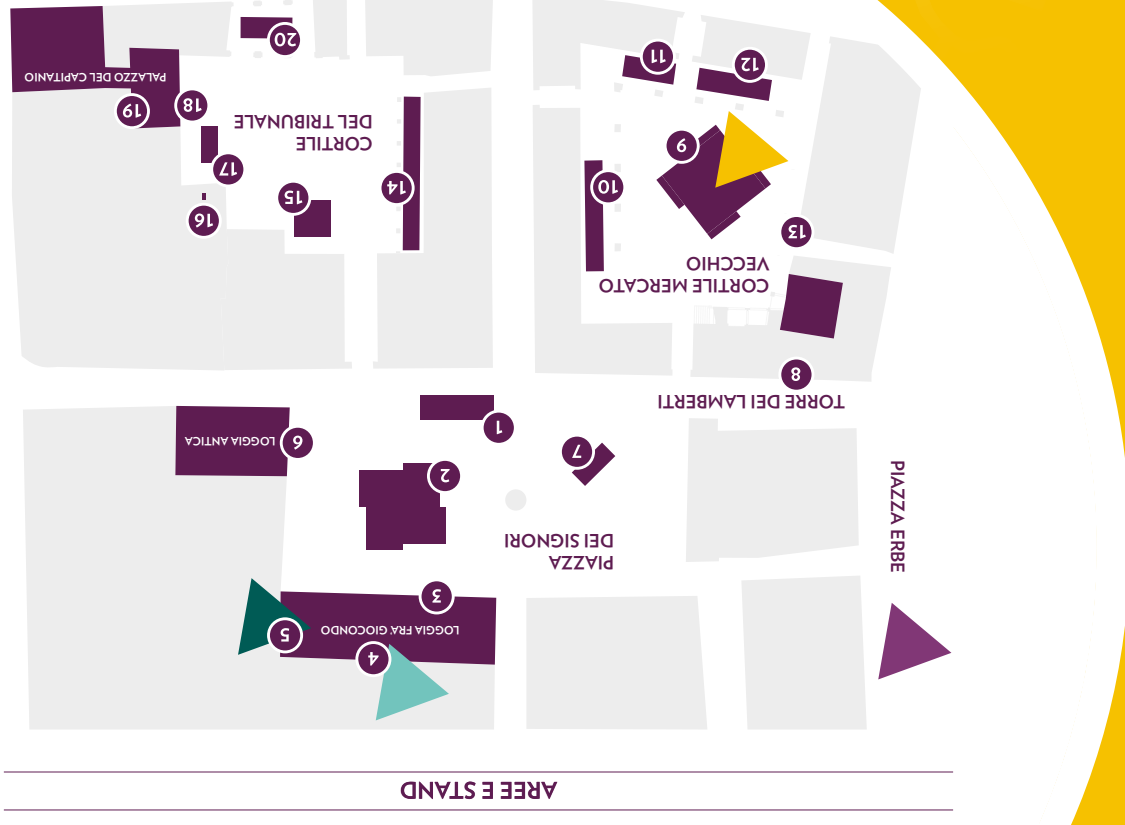 AREE E STAND
4
5
LOGGIA FRA' GIOCONDO
3
PIAZZA
DEI SIGNORI
PIAZZA ERBE
2
7
6
LOGGIA ANTICA
1
TORRE DEI LAMBERTI
8
CORTILE MERCATO
VECCHIO
13
10
9
12
11
16
15
14
17
CORTILE
DEL TRIBUNALE
18
19
PALAZZO DEL CAPITANIO
20